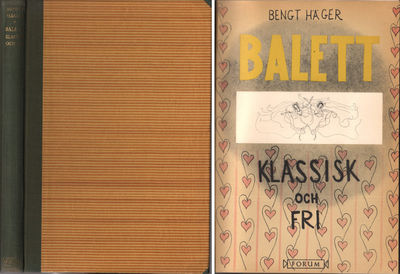 BENGT HÄGER
BALETT
KLASSISK
OCH
FRI
FORUM